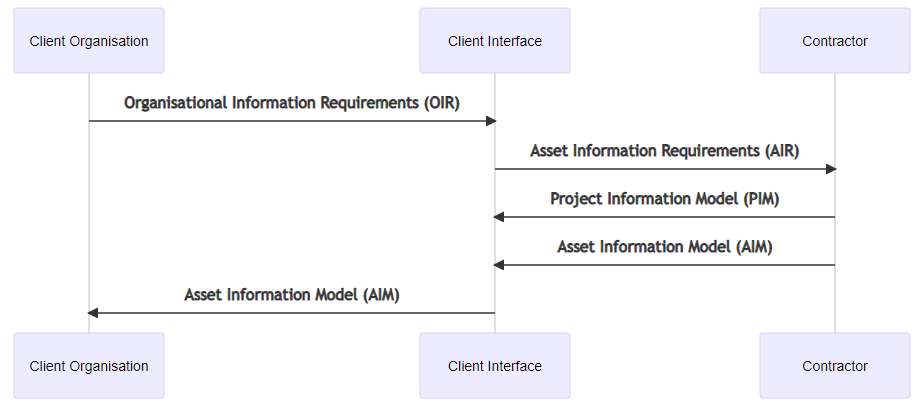 Client Organisation
Client Interface
Contractor
Organisational Information Requirements (OIR)
Asset Information Requirements (AIR)
Project Information Model (PIM)
Asset Information Model (AIM)
Asset Information Model (AIM)
Client Organisation
Client Interface
Contractor